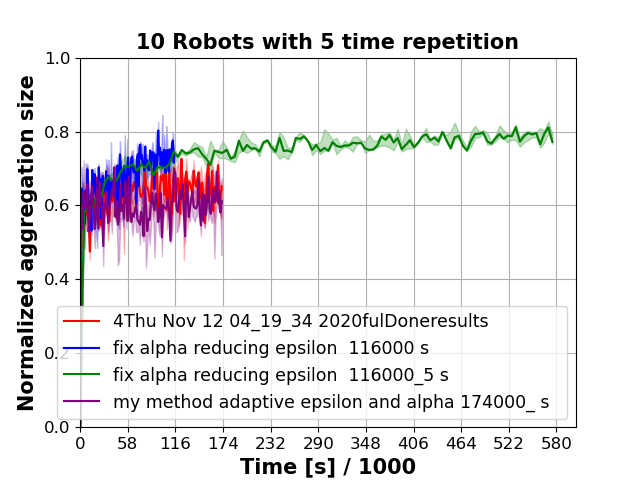 10 Robots with 5 time repetition
Normalized aggregation size
1.0
0.8
0.6
0.4
0.2
0.0
4Thu Nov 12 04_19_34 2020fulDoneresults
fix alpha reducing epsilon  116000 s
fix alpha reducing epsilon  116000_5 s
my method adaptive epsilon and alpha 174000_ s
0 58 116 174 232 290 348 406 464 522 580
Time [s] / 1000